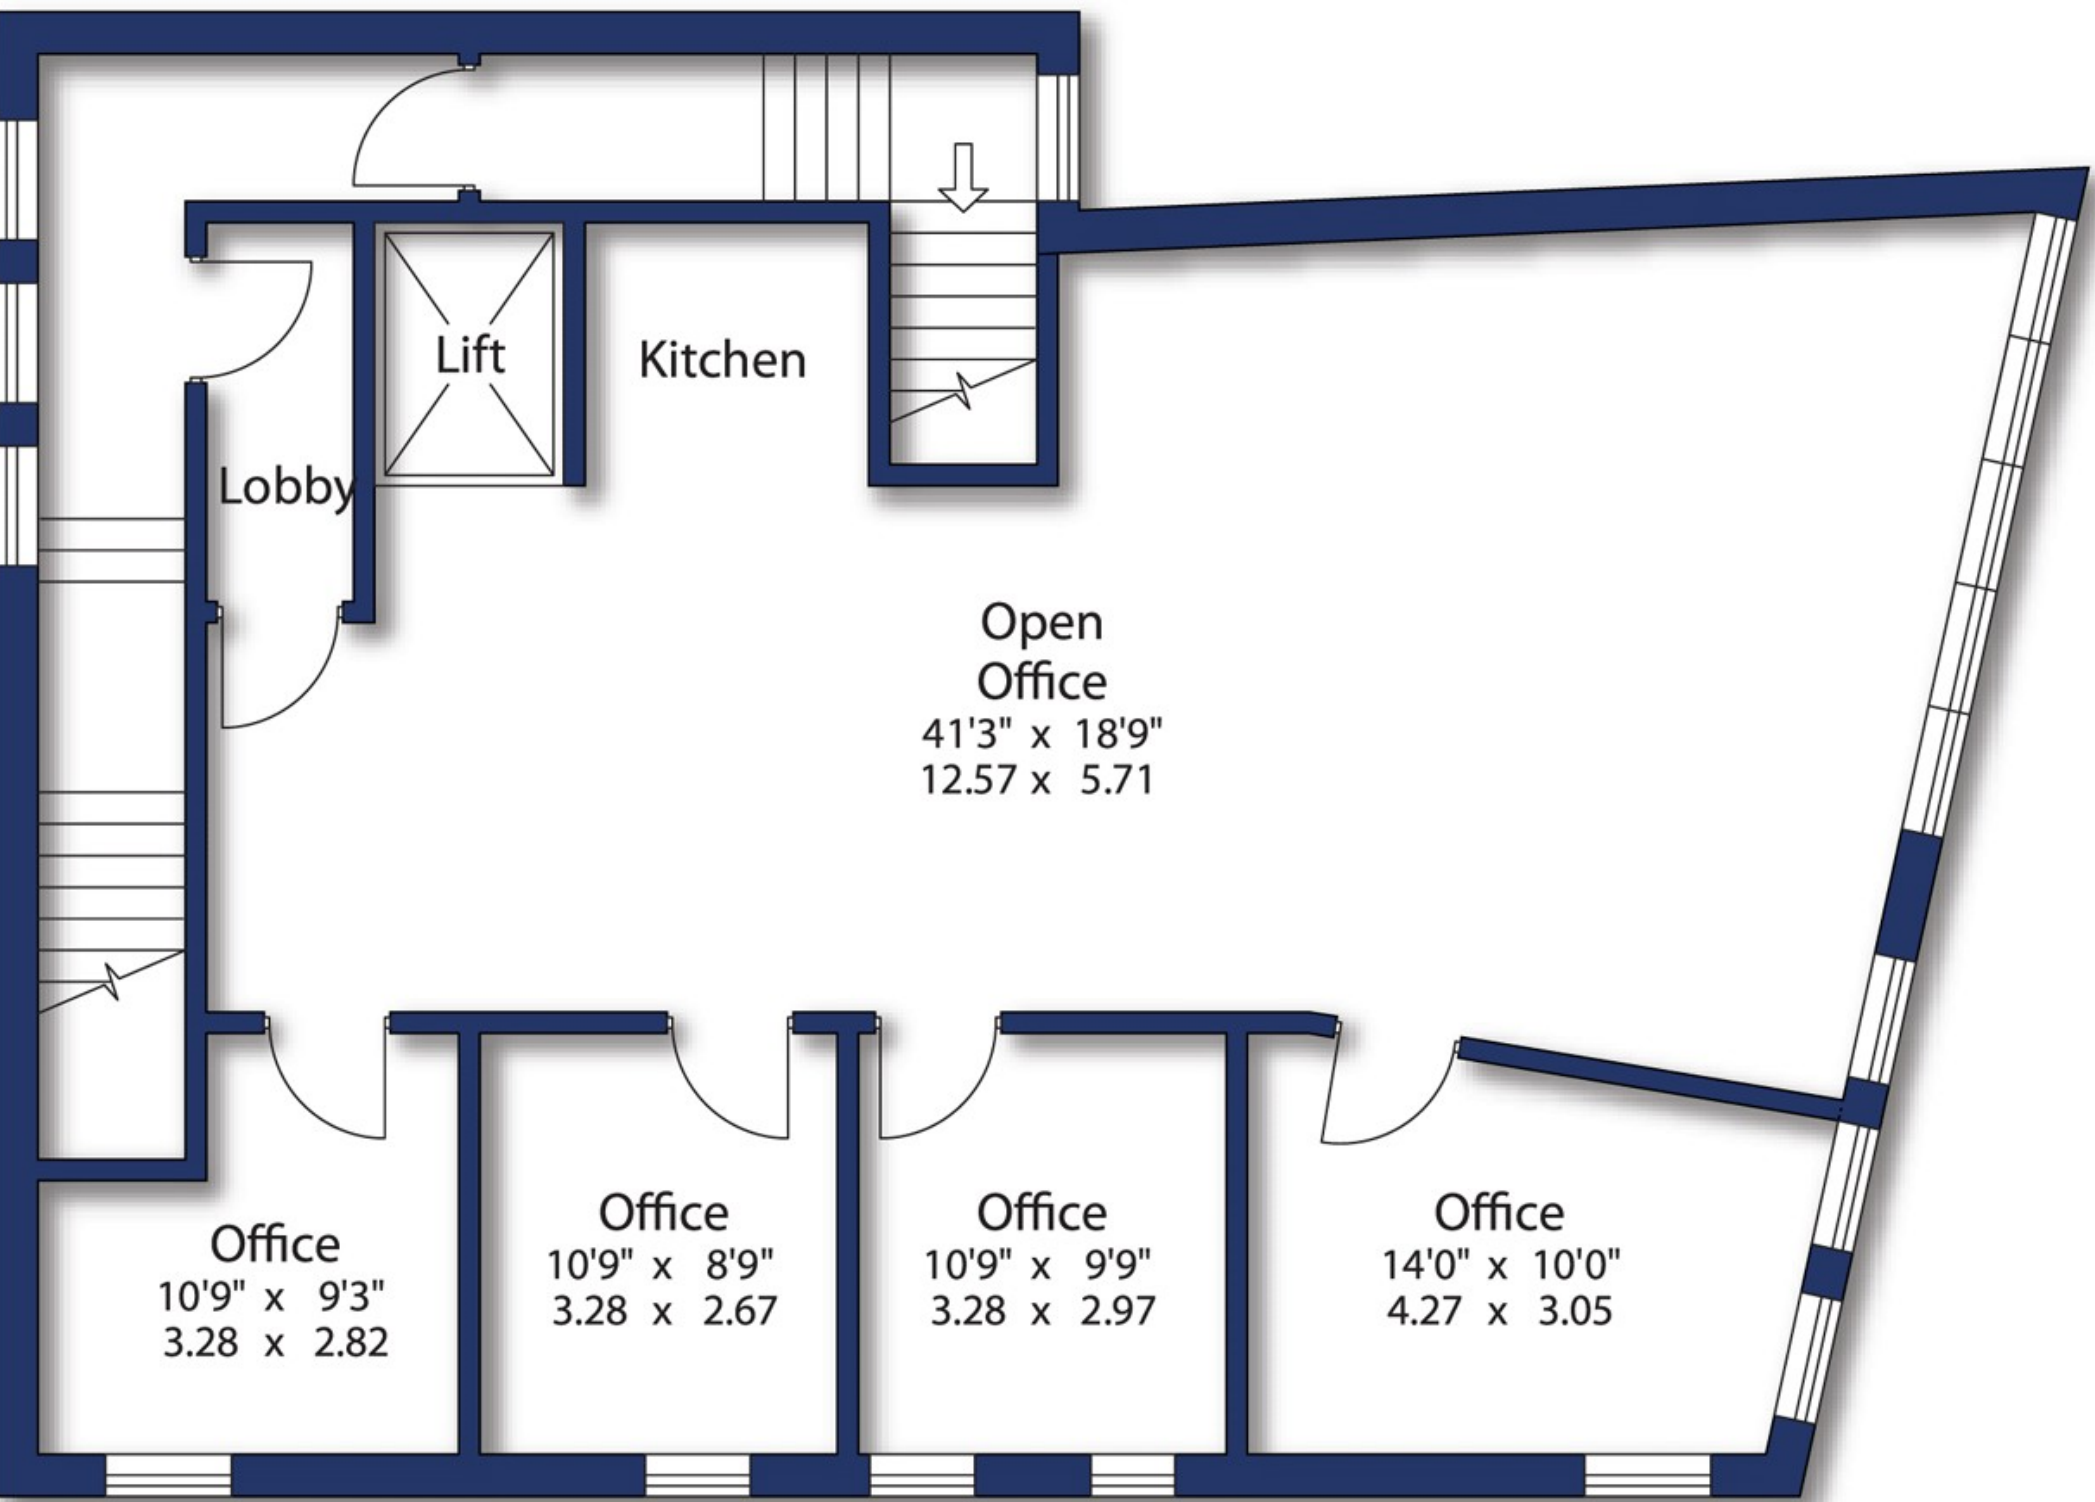 Lift
Kitchen
Lobby
Open
Office
41'3" x 18'9"
12.57 x 5.71
Office
10'9" x 9'3"
3.28 x 2.82
Office
10'9" x 8'9"
3.28 x 2.67
Office
10'9" x 9'9"
3.28 x 2.97
Office
14'0" x 10'0"
4.27 x 3.05